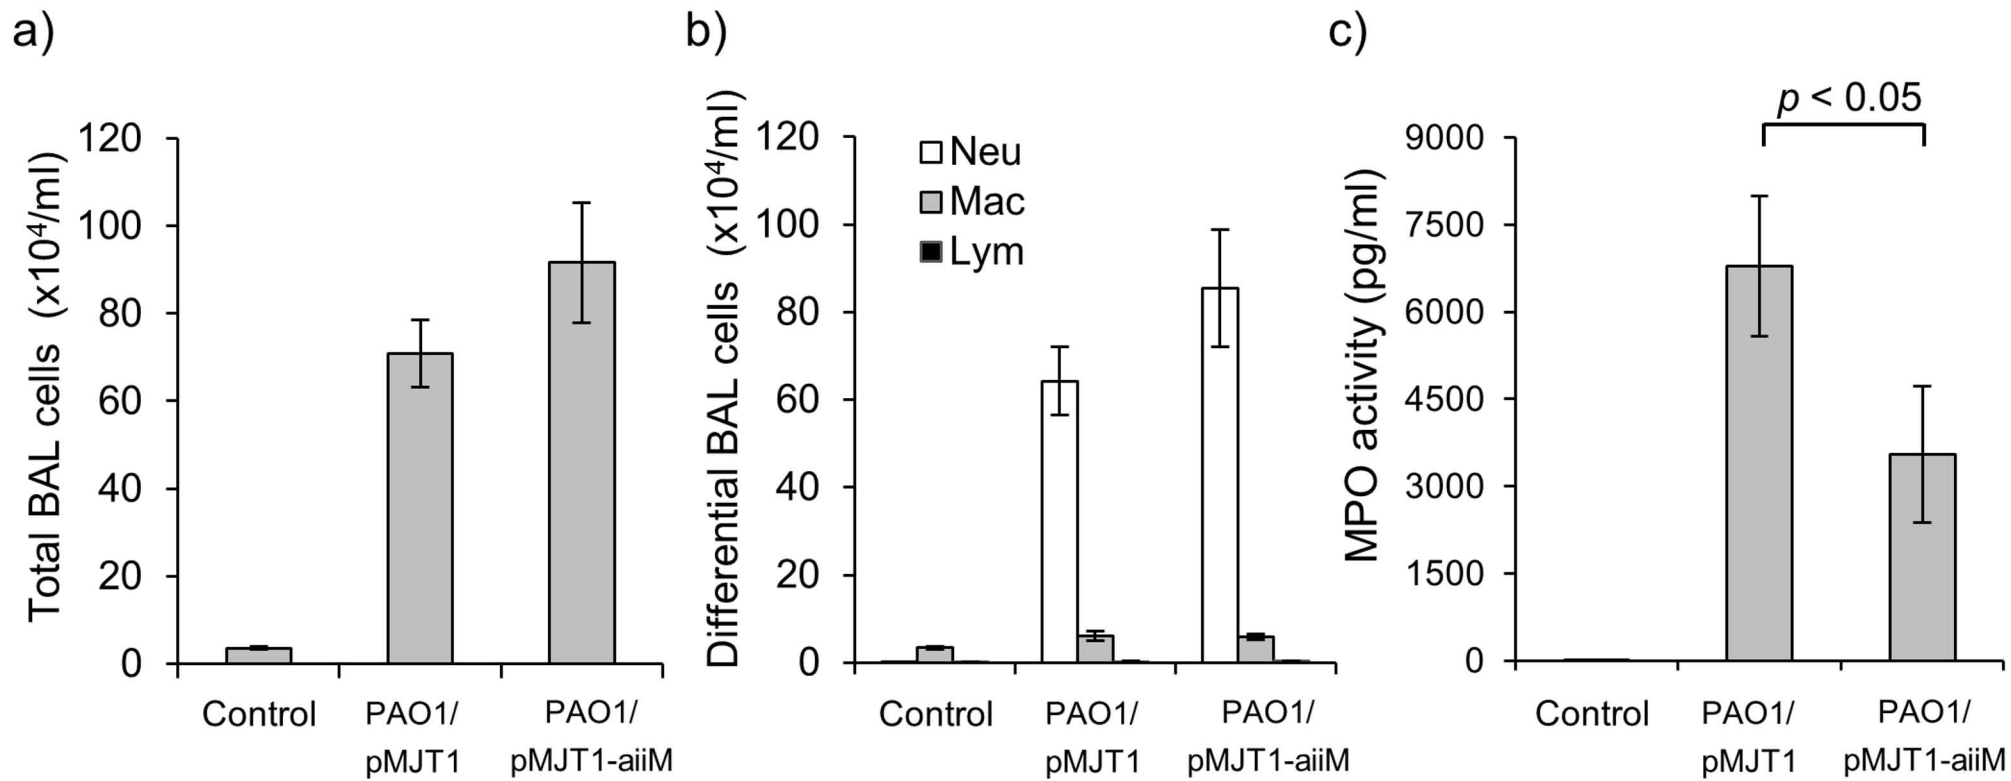 a)
Total BAL cells (x10⁴/ml)
120
100
80
60
40
20
0
Control
PAO1/
pMJT1
PAO1/
pMJT1-aiiM
b)
Differential BAL cells (x10⁴/ml)
120
100
80
60
40
20
0
Neu
Mac
Lym
Control
PAO1/
pMJT1
PAO1/
pMJT1-aiiM
c)
MPO activity (pg/ml)
9000
7500
6000
4500
3000
1500
0
p < 0.05
Control
PAO1/
pMJT1
PAO1/
pMJT1-aiiM